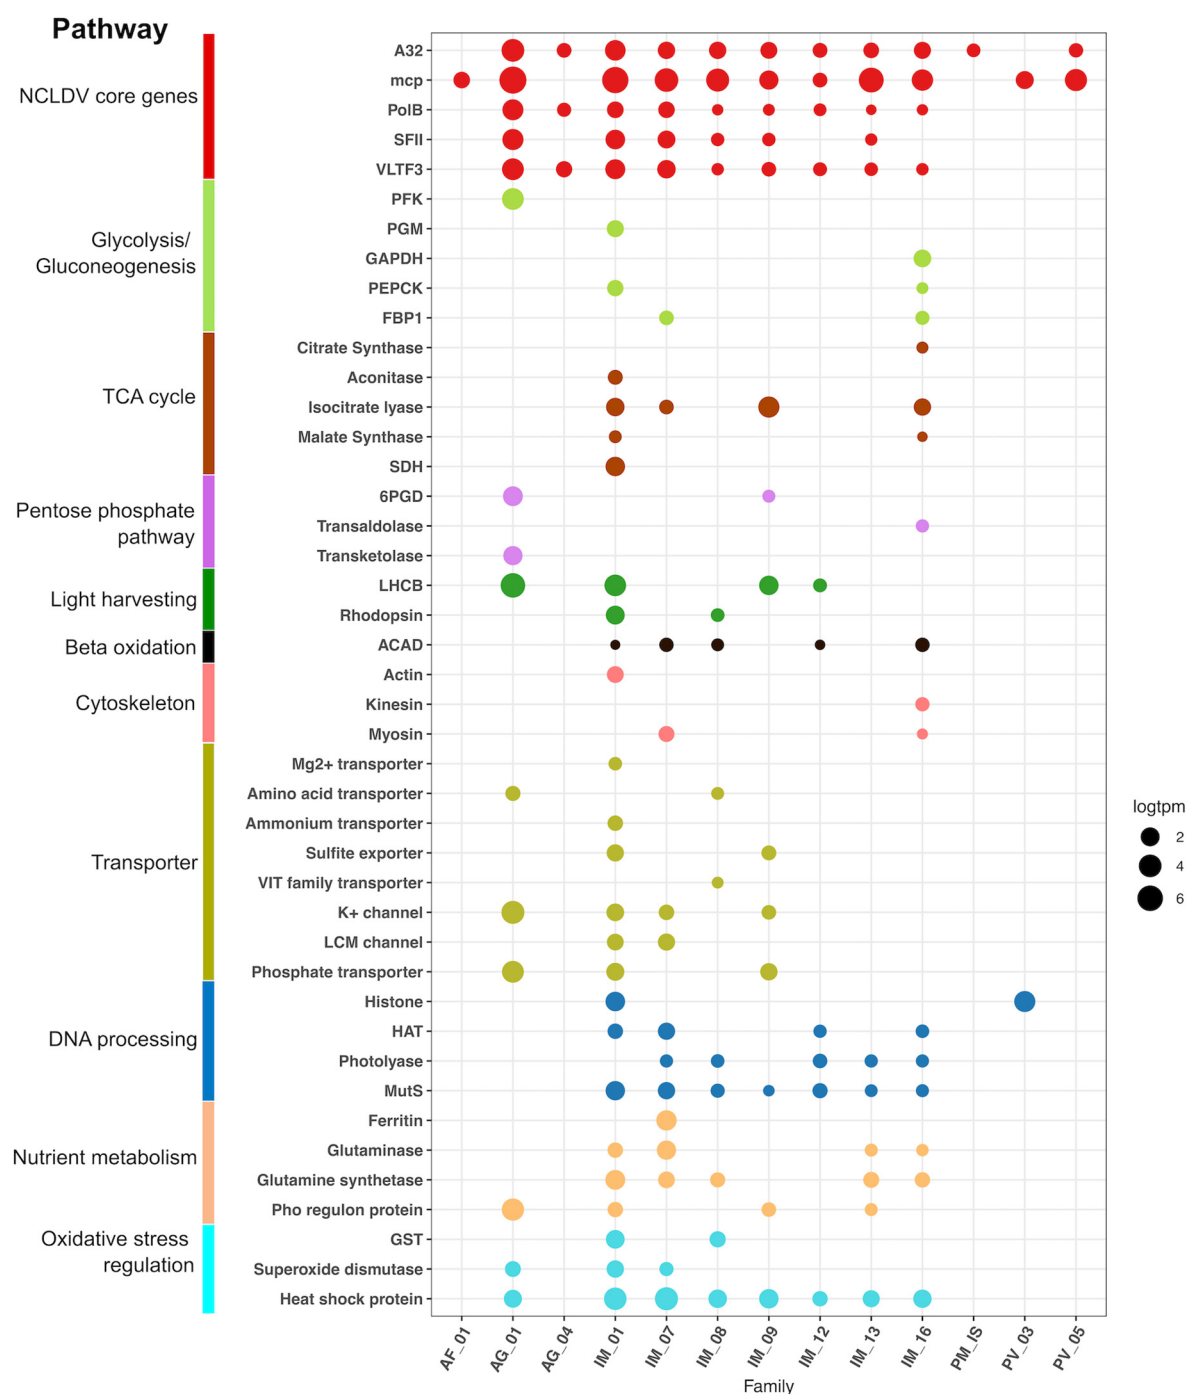 Pathway
NCLDV core genes
Glycolysis/
Gluconeogenesis
TCA cycle
Pentose phosphate
pathway
Light harvesting
Beta oxidation
Cytoskeleton
Transporter
DNA processing
Nutrient metabolism
Oxidative stress
regulation
A32
mcp
PolB
SFII
VLTF3
PFK
PGM
GAPDH
PEPCK
FBP1
Citrate Synthase
Aconitase
Isocitrate lyase
Malate Synthase
SDH
6PGD
Transaldolase
Transketolase
LHCB
Rhodopsin
ACAD
Actin
Kinesin
Myosin
Mg2+ transporter
Amino acid transporter
Ammonium transporter
Sulfite exporter
VIT family transporter
K+ channel
LCM channel
Phosphate transporter
Histone
HAT
Photolyase
MutS
Ferritin
Glutaminase
Glutamine synthetase
Pho regulon protein
GST
Superoxide dismutase
Heat shock protein
AF_01
AG_01
AG_04
IM_01
IM_07
IM_08
IM_09
IM_12
IM_13
IM_16
PM_IS
PV_03
PV_05
Family
logtpm
2
4
6